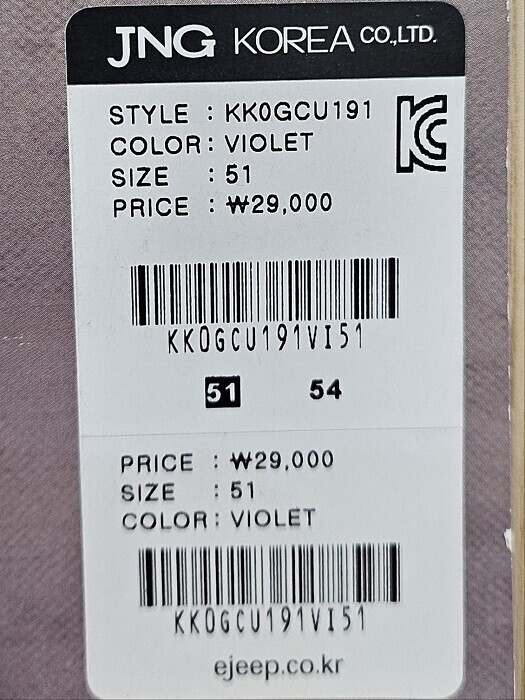 JNG KOREA CO.,LTD.
STYLE : KK0GCU191
COLOR : VIOLET
SIZE : 51
PRICE : ₩29,000
KK0GCU191VI51
51 54
PRICE : ₩29,000
SIZE : 51
COLOR : VIOLET
KK0GCU191VI51
ejeep.co.kr